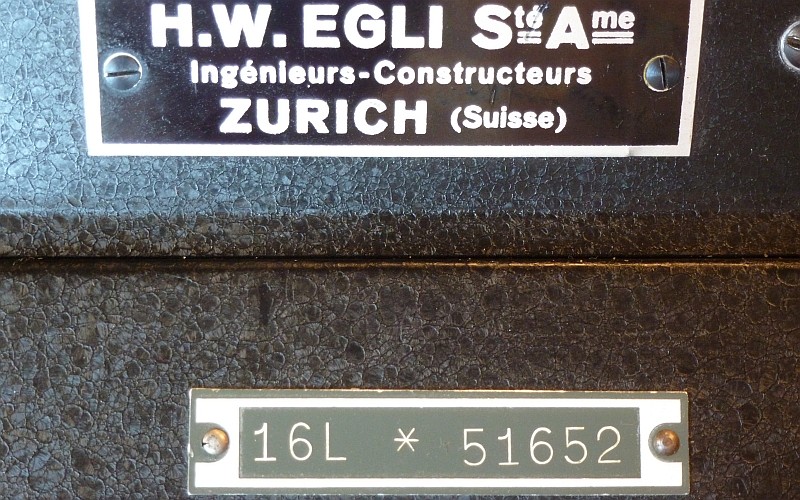 H.W. EGLI Sté Ame
Ingénieurs-Constructeurs
ZURICH (Suisse)
16L * 51652